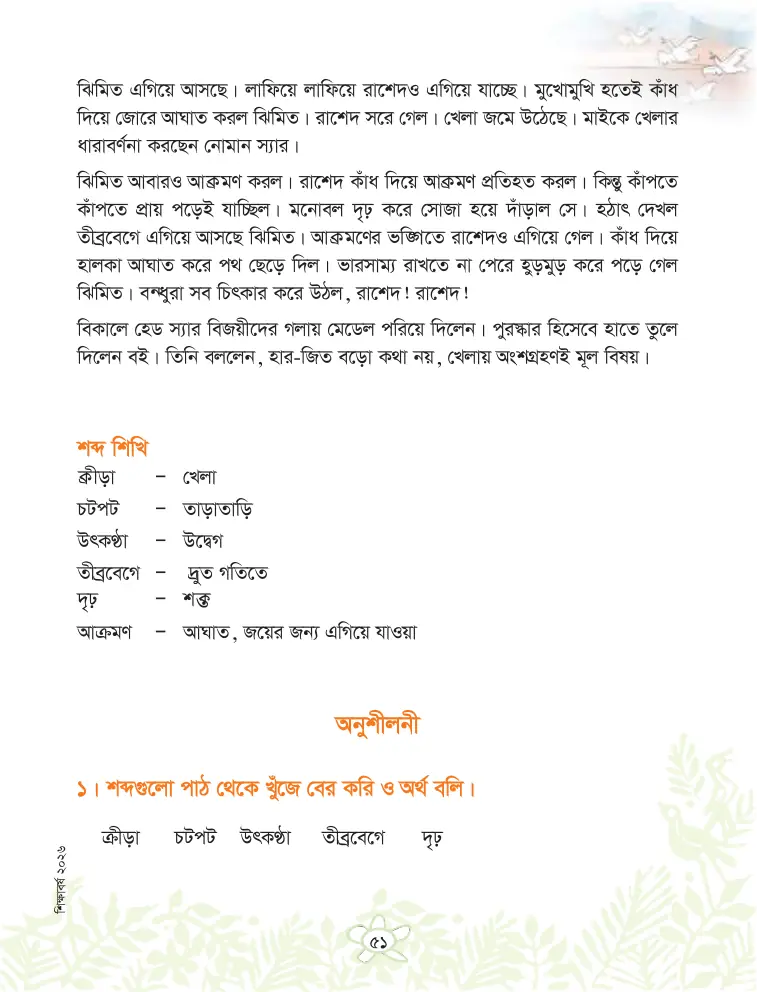 ঝিমিত এগিয়ে আসছে। লাফিয়ে লাফিয়ে রাশেদও এগিয়ে যাচ্ছে। মুখোমুখি হতেই কাঁধ
দিয়ে জোরে আঘাত করল ঝিমিত। রাশেদ সরে গেল। খেলা জমে উঠেছে। মাইকে খেলার
ধারাবর্ণনা করছেন নোমান স্যার।
ঝিমিত আবারও আক্রমণ করল। রাশেদ কাঁধ দিয়ে আক্রমণ প্রতিহত করল। কিন্তু কাঁপতে
কাঁপতে প্রায় পড়েই যাচ্ছিল। মনোবল দৃঢ় করে সোজা হয়ে দাঁড়াল সে। হঠাৎ দেখল
তীব্রবেগে এগিয়ে আসছে ঝিমিত। আক্রমণের ভঙ্গিতে রাশেদও এগিয়ে গেল। কাঁধ দিয়ে
হালকা আঘাত করে পথ ছেড়ে দিল। ভারসাম্য রাখতে না পেরে হুড়মুড় করে পড়ে গেল
ঝিমিত। বন্ধুরা সব চিৎকার করে উঠল, রাশেদ! রাশেদ!
বিকালে হেড স্যার বিজয়ীদের গলায় মেডেল পরিয়ে দিলেন। পুরস্কার হিসেবে হাতে তুলে
দিলেন বই। তিনি বললেন, হার-জিত বড়ো কথা নয়, খেলায় অংশগ্রহণই মূল বিষয়।
শব্দ শিখি
ক্রীড়া – খেলা
চটপট – তাড়াতাড়ি
উৎকণ্ঠা – উদ্বেগ
তীব্রবেগে – দ্রুত গতিতে
দৃঢ় – শক্ত
আক্রমণ – আঘাত, জয়ের জন্য এগিয়ে যাওয়া
অনুশীলনী
১। শব্দগুলো পাঠ থেকে খুঁজে বের করি ও অর্থ বলি।
ক্রীড়া চটপট উৎকণ্ঠা তীব্রবেগে দৃঢ়
শিক্ষাবর্ষ ২০২৬
৫১